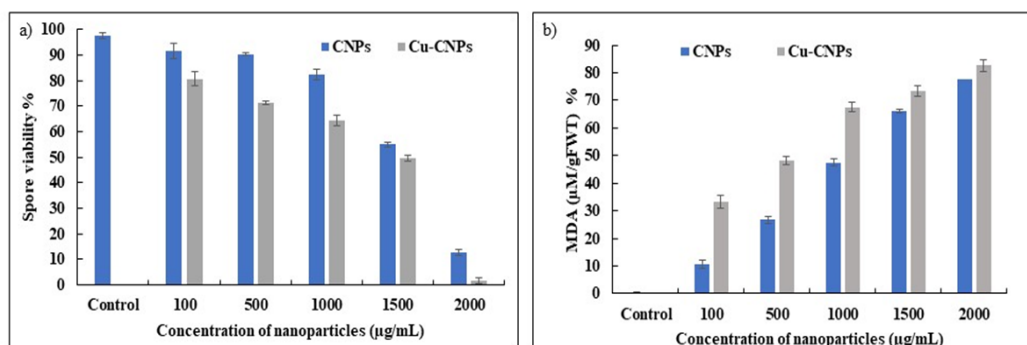 a)
CNPs
Cu-CNPs
Spore viability %
100
90
80
70
60
50
40
30
20
10
0
Control 100 500 1000 1500 2000
Concentration of nanoparticles (µg/mL)
b)
CNPs
Cu-CNPs
MDA (µM/gFWT) %
90
80
70
60
50
40
30
20
10
0
Control 100 500 1000 1500 2000
Concentration of nanoparticles (µg/mL)